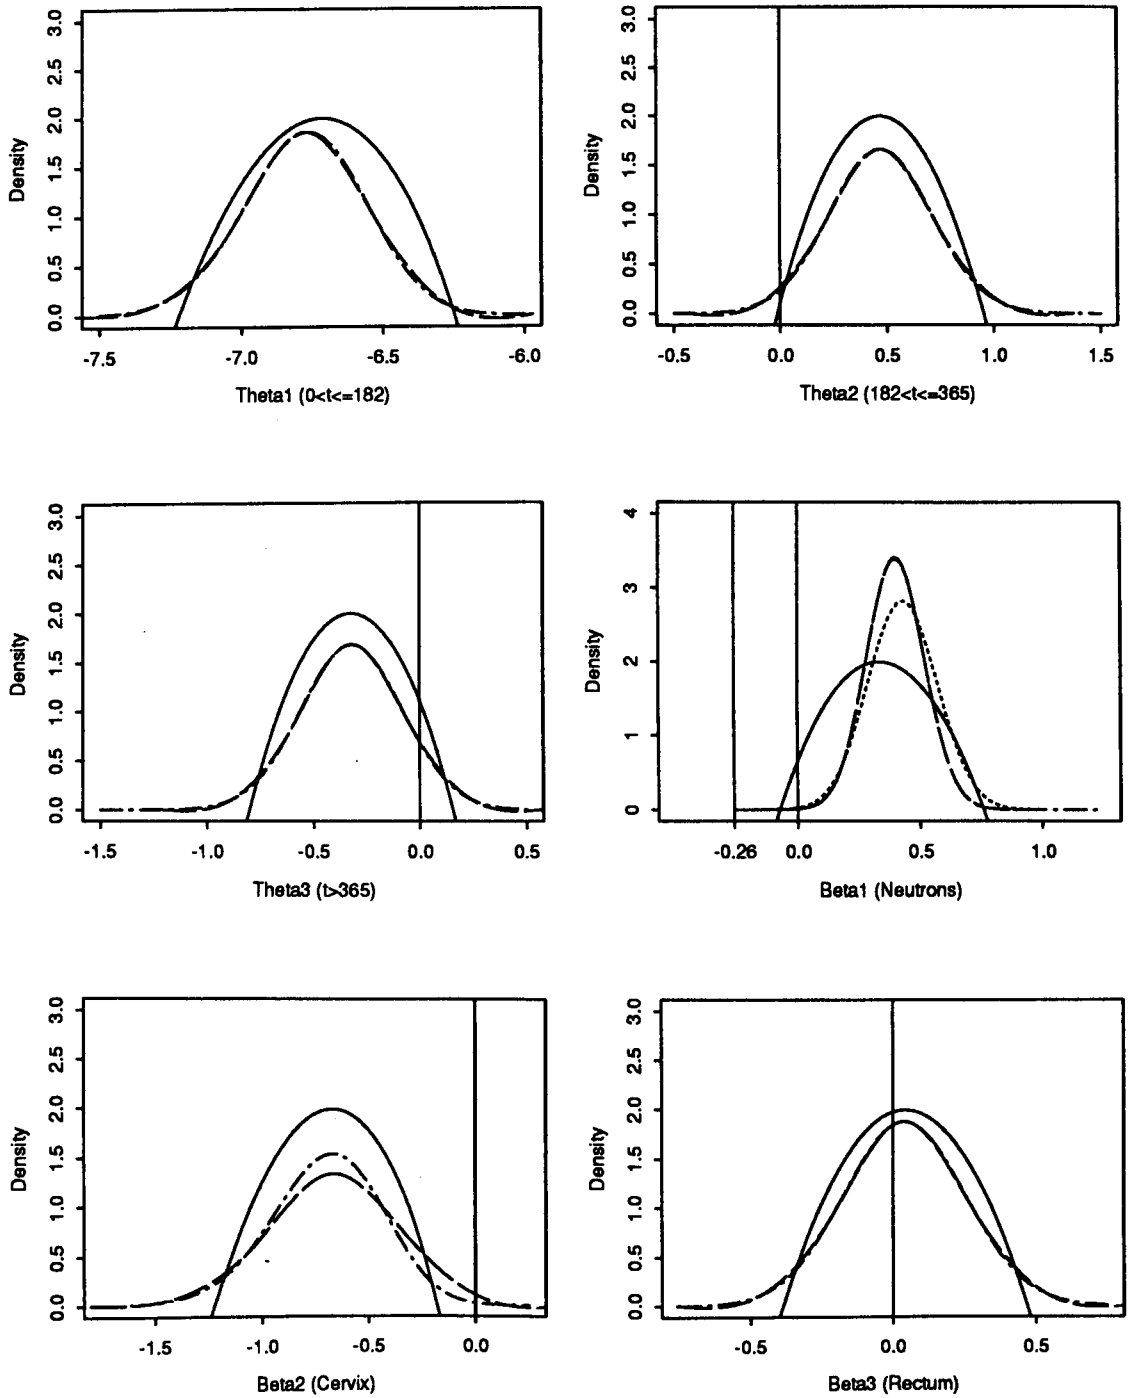 Density
3.0
2.5
2.0
1.5
1.0
0.5
0.0
-7.5 -7.0 -6.5 -6.0
Theta1 (0<t<=182)
Density
3.0
2.5
2.0
1.5
1.0
0.5
0.0
-0.5 0.0 0.5 1.0 1.5
Theta2 (182<t<=365)
Density
3.0
2.5
2.0
1.5
1.0
0.5
0.0
-1.5 -1.0 -0.5 0.0 0.5
Theta3 (t>365)
Density
4
3
2
1
0
-0.26 0.0 0.5 1.0
Beta1 (Neutrons)
Density
3.0
2.5
2.0
1.5
1.0
0.5
0.0
-1.5 -1.0 -0.5 0.0
Beta2 (Cervix)
Density
3.0
2.5
2.0
1.5
1.0
0.5
0.0
-0.5 0.0 0.5
Beta3 (Rectum)